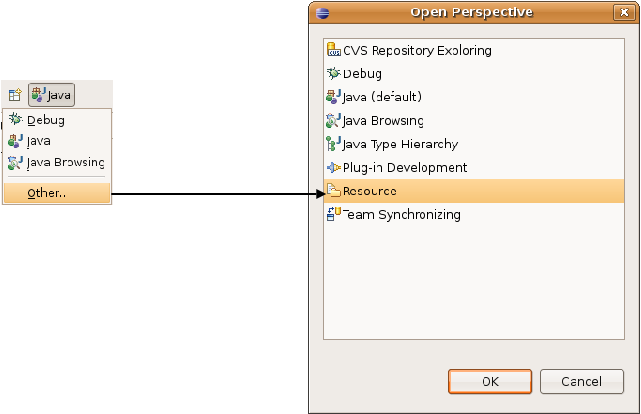 Java
Debug
Java
Java Browsing
Other..
Open Perspective
CVS Repository Exploring
Debug
Java (default)
Java Browsing
Java Type Hierarchy
Plug-in Development
Resource
Team Synchronizing
OK
Cancel